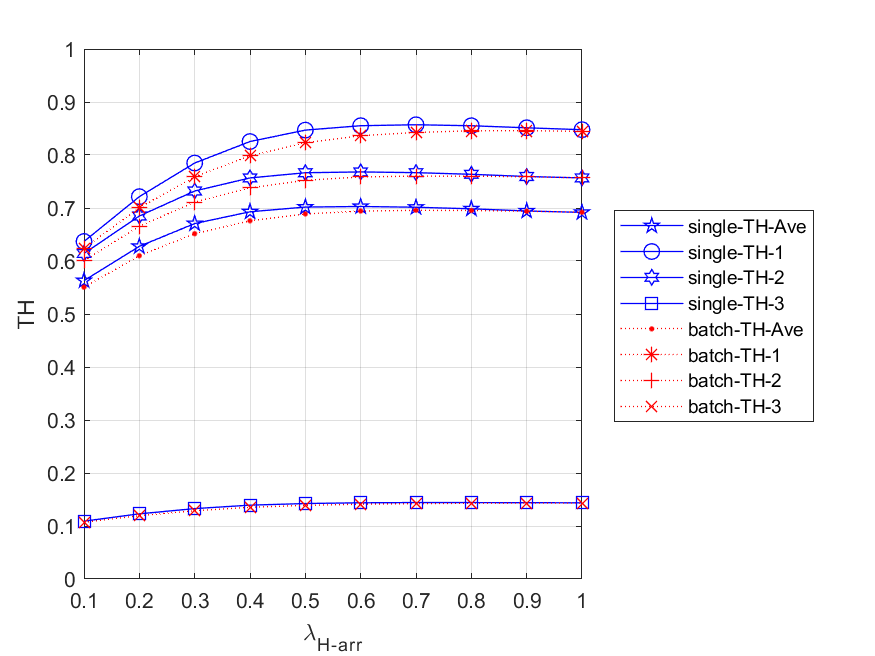 1
0.9
0.8
0.7
0.6
0.5
0.4
0.3
0.2
0.1
0
TH
0.1 0.2 0.3 0.4 0.5 0.6 0.7 0.8 0.9 1
λH-arr
single-TH-Ave
single-TH-1
single-TH-2
single-TH-3
batch-TH-Ave
batch-TH-1
batch-TH-2
batch-TH-3